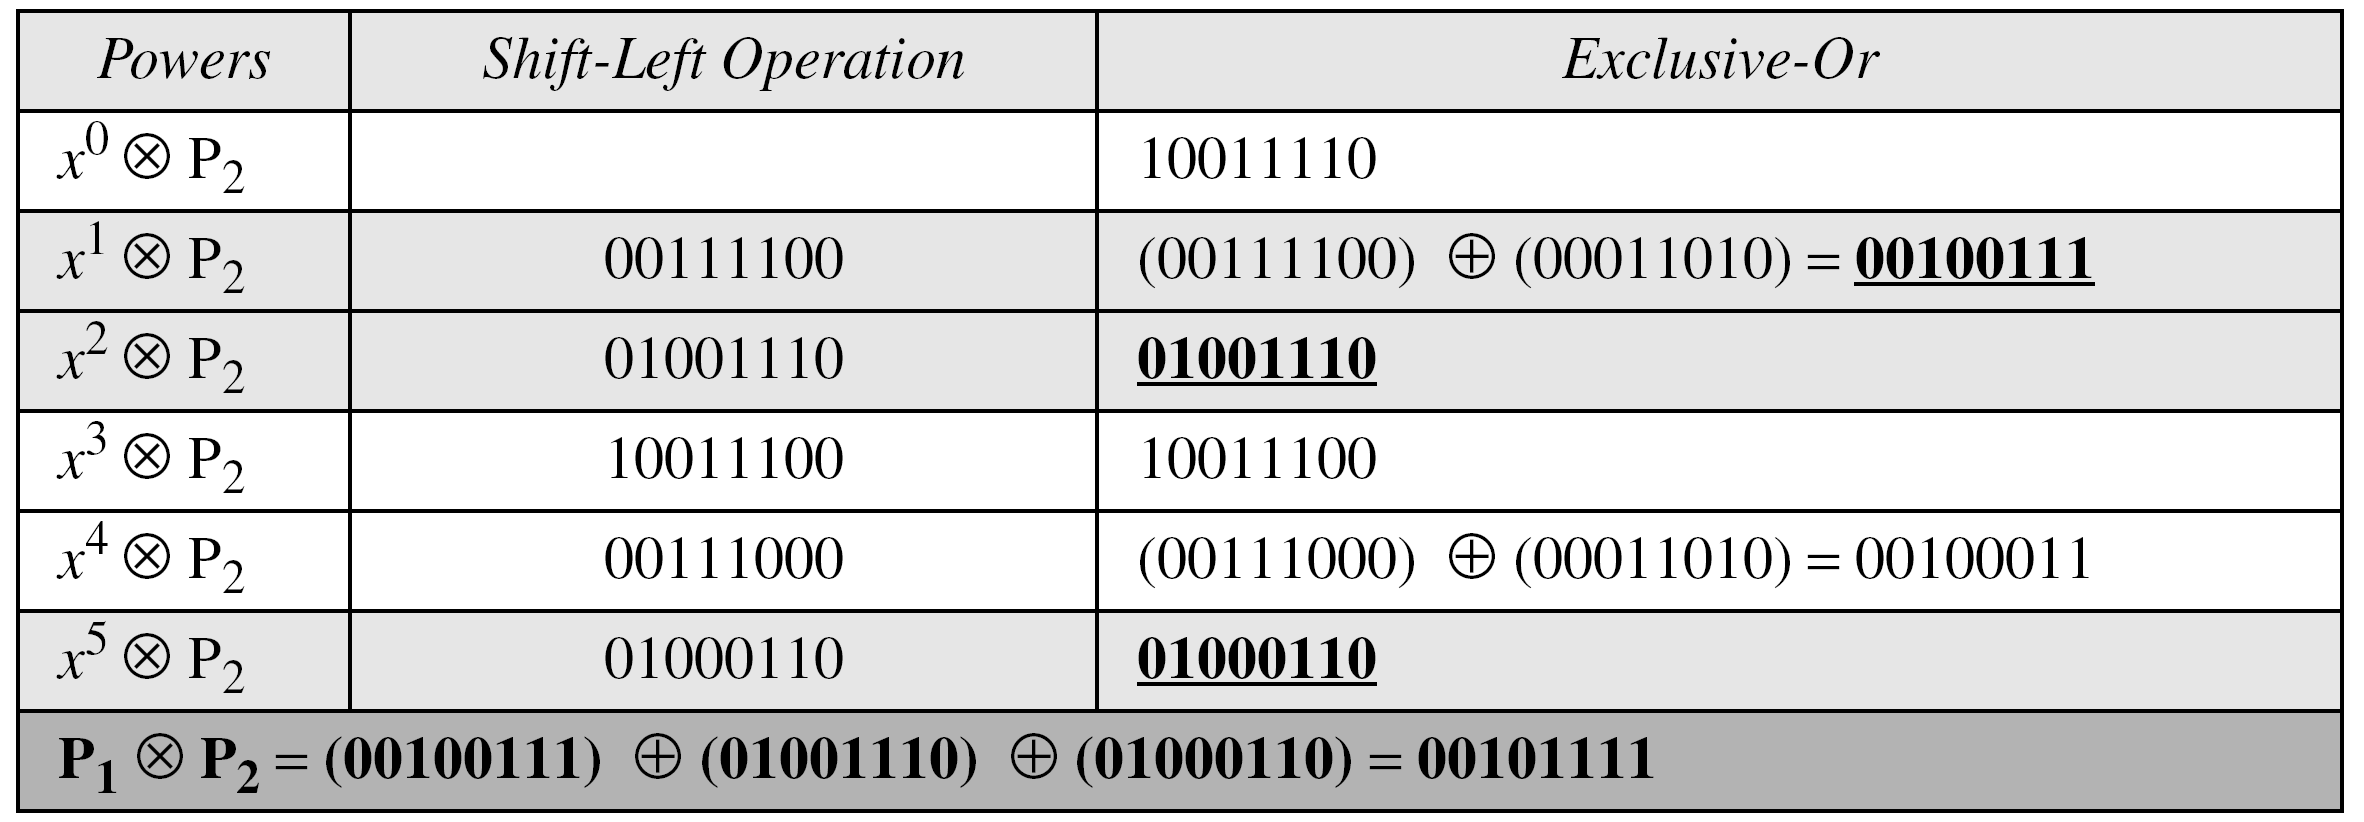 Powers Shift-Left Operation Exclusive-Or
x⁰ ⊗ P₂ 10011110
x¹ ⊗ P₂ 00111100 (00111100) ⊕ (00011010) = 00100111
x² ⊗ P₂ 01001110 01001110
x³ ⊗ P₂ 10011100 10011100
x⁴ ⊗ P₂ 00111000 (00111000) ⊕ (00011010) = 00100011
x⁵ ⊗ P₂ 01000110 01000110
P₁ ⊗ P₂ = (00100111) ⊕ (01001110) ⊕ (01000110) = 00101111